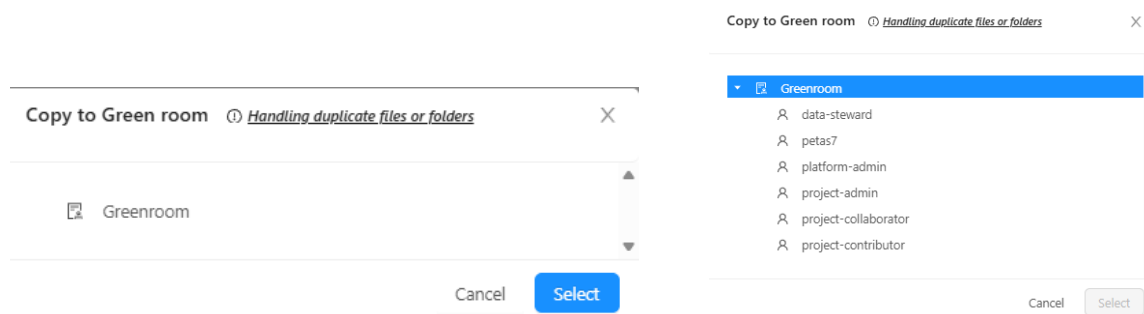 Copy to Green room Handling duplicate files or folders
Greenroom
Cancel Select
Copy to Green room Handling duplicate files or folders
Greenroom
data-steward
petas7
platform-admin
project-admin
project-collaborator
project-contributor
Cancel Select